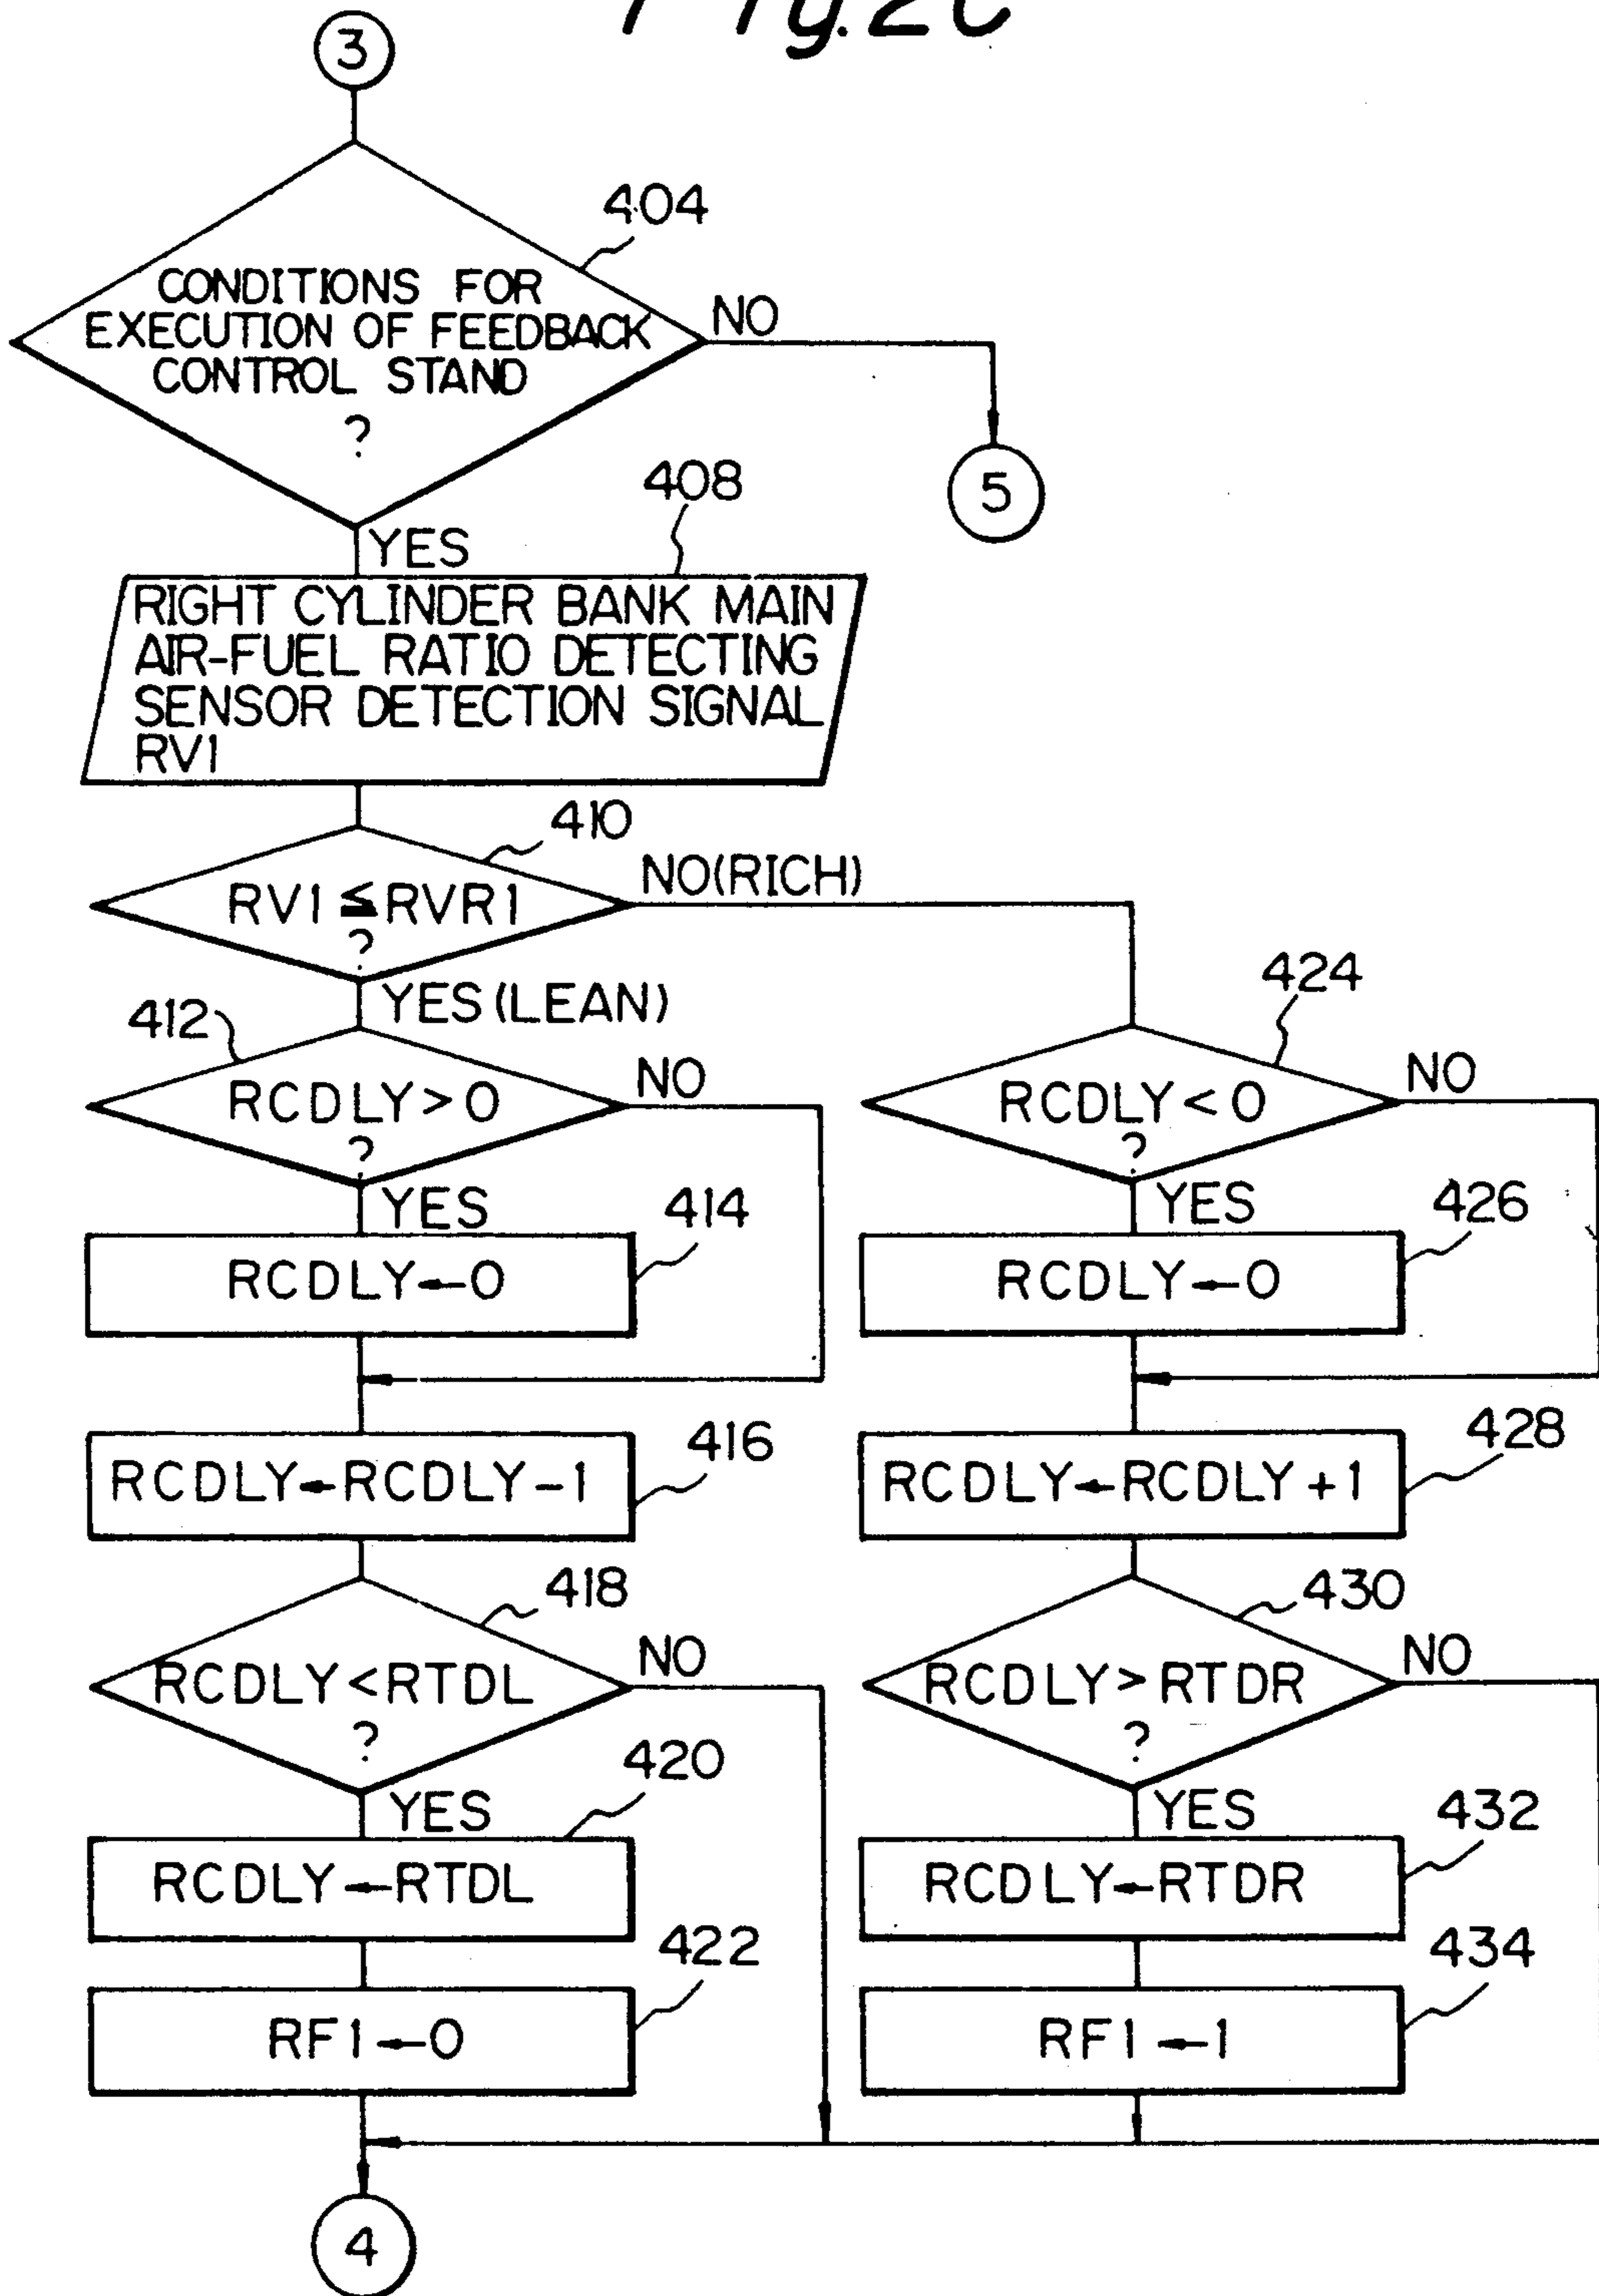 Fig. 2C
3
404
CONDITIONS FOR
EXECUTION OF FEEDBACK
CONTROL STAND
?
NO
5
YES
408
RIGHT CYLINDER BANK MAIN
AIR-FUEL RATIO DETECTING
SENSOR DETECTION SIGNAL
RV1
410
RV1≦RVR1
?
NO(RICH)
YES(LEAN)
412
RCDLY>0
?
NO
YES
414
RCDLY←0
416
RCDLY←RCDLY-1
418
RCDLY<RTDL
?
NO
YES
420
RCDLY←RTDL
422
RF1←0
424
RCDLY<0
?
NO
YES
426
RCDLY←0
428
RCDLY←RCDLY+1
430
RCDLY>RTDR
?
NO
YES
432
RCDLY←RTDR
434
RF1←1
4